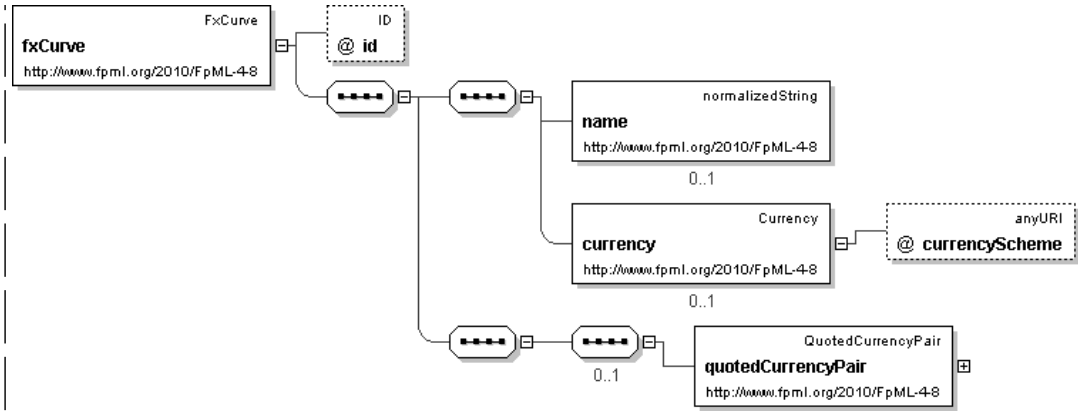 FxCurve
fxCurve
http://www.fpml.org/2010/FpML-4-8
ID
@ id
normalizedString
name
http://www.fpml.org/2010/FpML-4-8
0..1
Currency
currency
http://www.fpml.org/2010/FpML-4-8
0..1
anyURI
@ currencyScheme
0..1
QuotedCurrencyPair
quotedCurrencyPair
http://www.fpml.org/2010/FpML-4-8